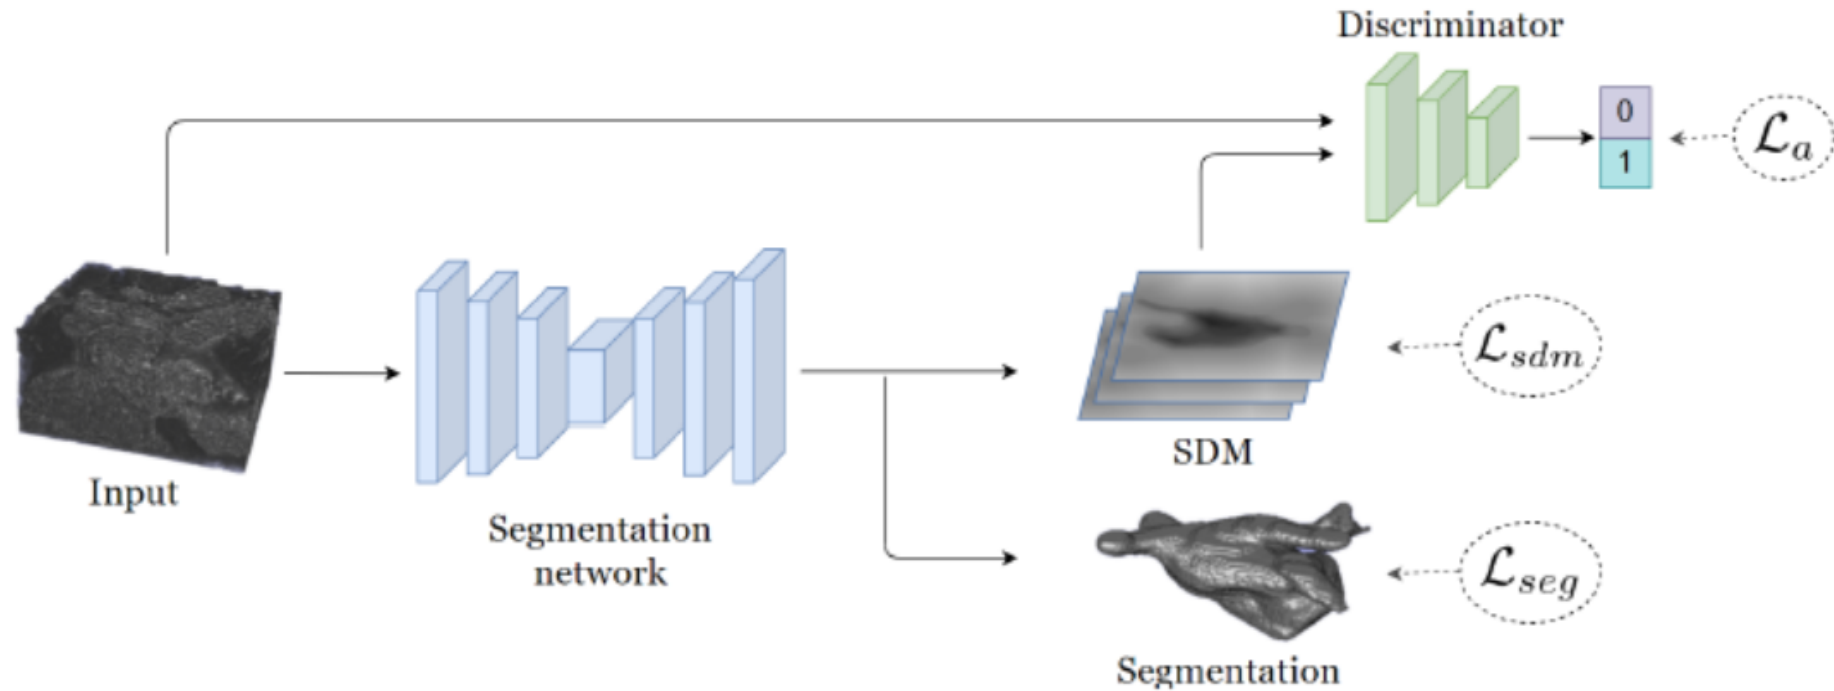 Discriminator
0
1
ℒa
Input
Segmentation
network
SDM
ℒsdm
Segmentation
ℒseg